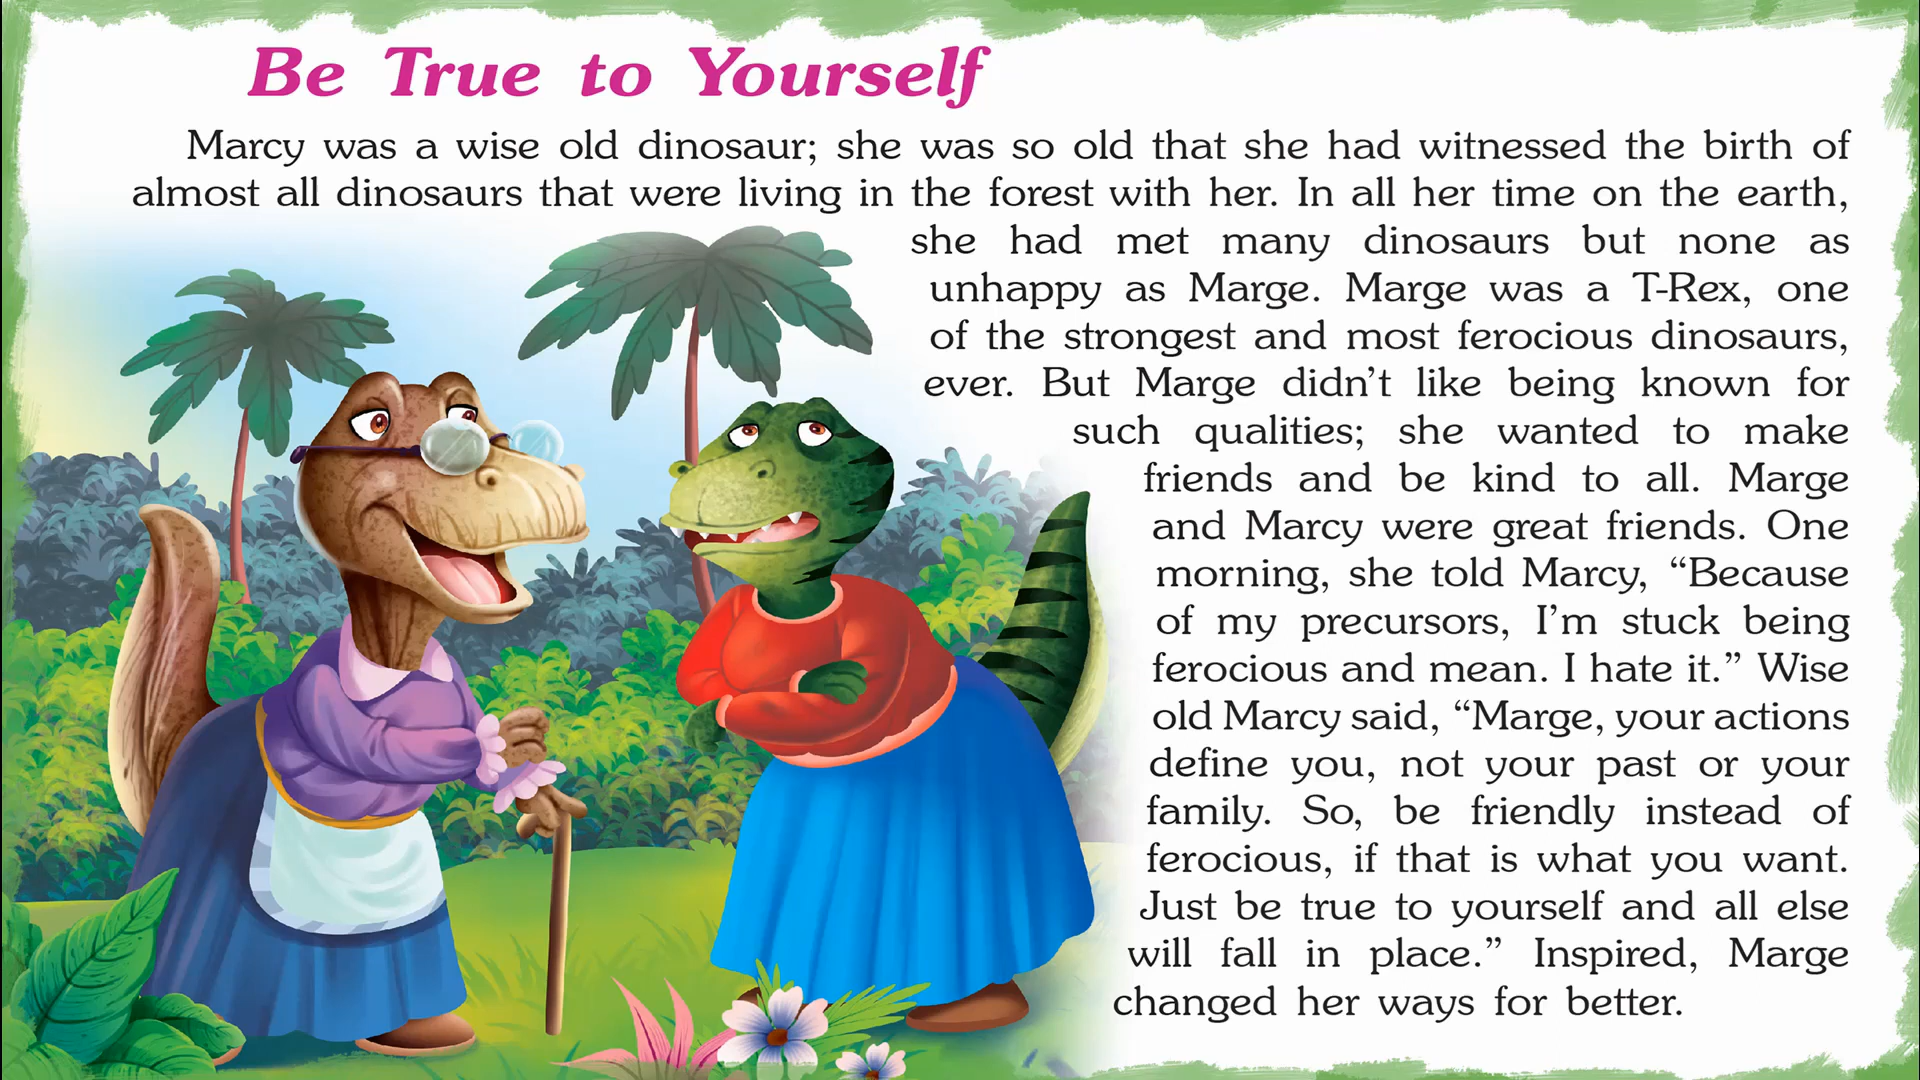 Be True to Yourself
Marcy was a wise old dinosaur; she was so old that she had witnessed the birth of
almost all dinosaurs that were living in the forest with her. In all her time on the earth,
she had met many dinosaurs but none as
unhappy as Marge. Marge was a T-Rex, one
of the strongest and most ferocious dinosaurs,
ever. But Marge didn’t like being known for
such qualities; she wanted to make
friends and be kind to all. Marge
and Marcy were great friends. One
morning, she told Marcy, “Because
of my precursors, I’m stuck being
ferocious and mean. I hate it.” Wise
old Marcy said, “Marge, your actions
define you, not your past or your
family. So, be friendly instead of
ferocious, if that is what you want.
Just be true to yourself and all else
will fall in place.” Inspired, Marge
changed her ways for better.